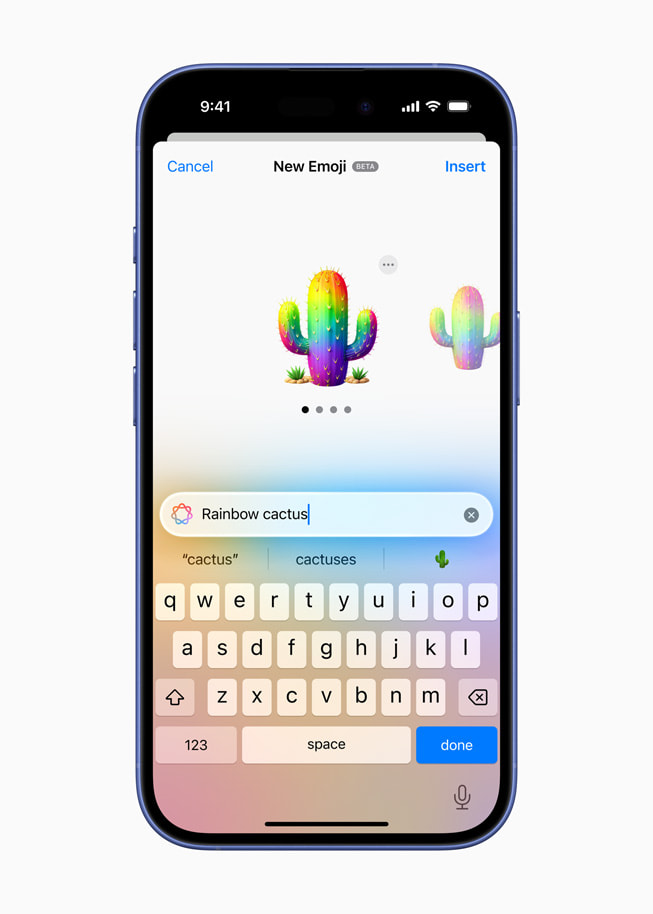 9:41
Cancel New Emoji BETA Insert
Rainbow cactus
“cactus” cactuses
q w e r t y u i o p
a s d f g h j k l
z x c v b n m
123 space done